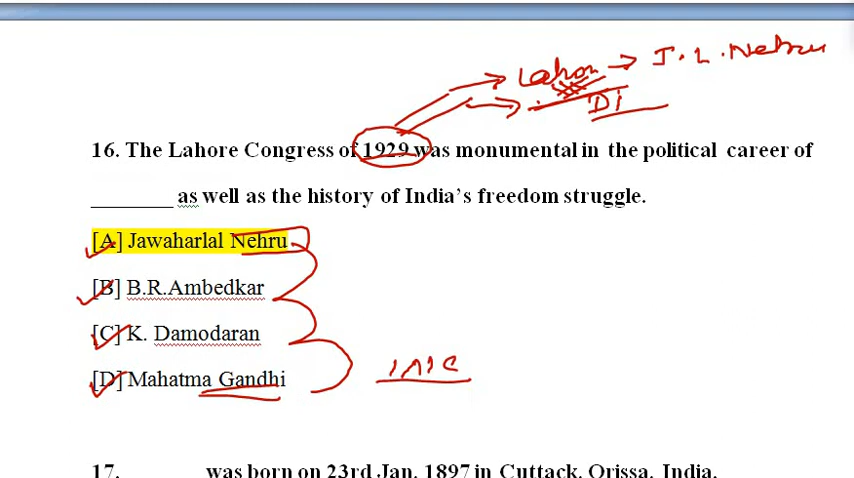 Lahore → J.L.Nehru
DI
16. The Lahore Congress of 1929 was monumental in the political career of
________ as well as the history of India's freedom struggle.
[A] Jawaharlal Nehru
[B] B.R.Ambedkar
[C] K. Damodaran
[D] Mahatma Gandhi
INC
17. ________ was born on 23rd Jan, 1897 in Cuttack, Orissa, India.